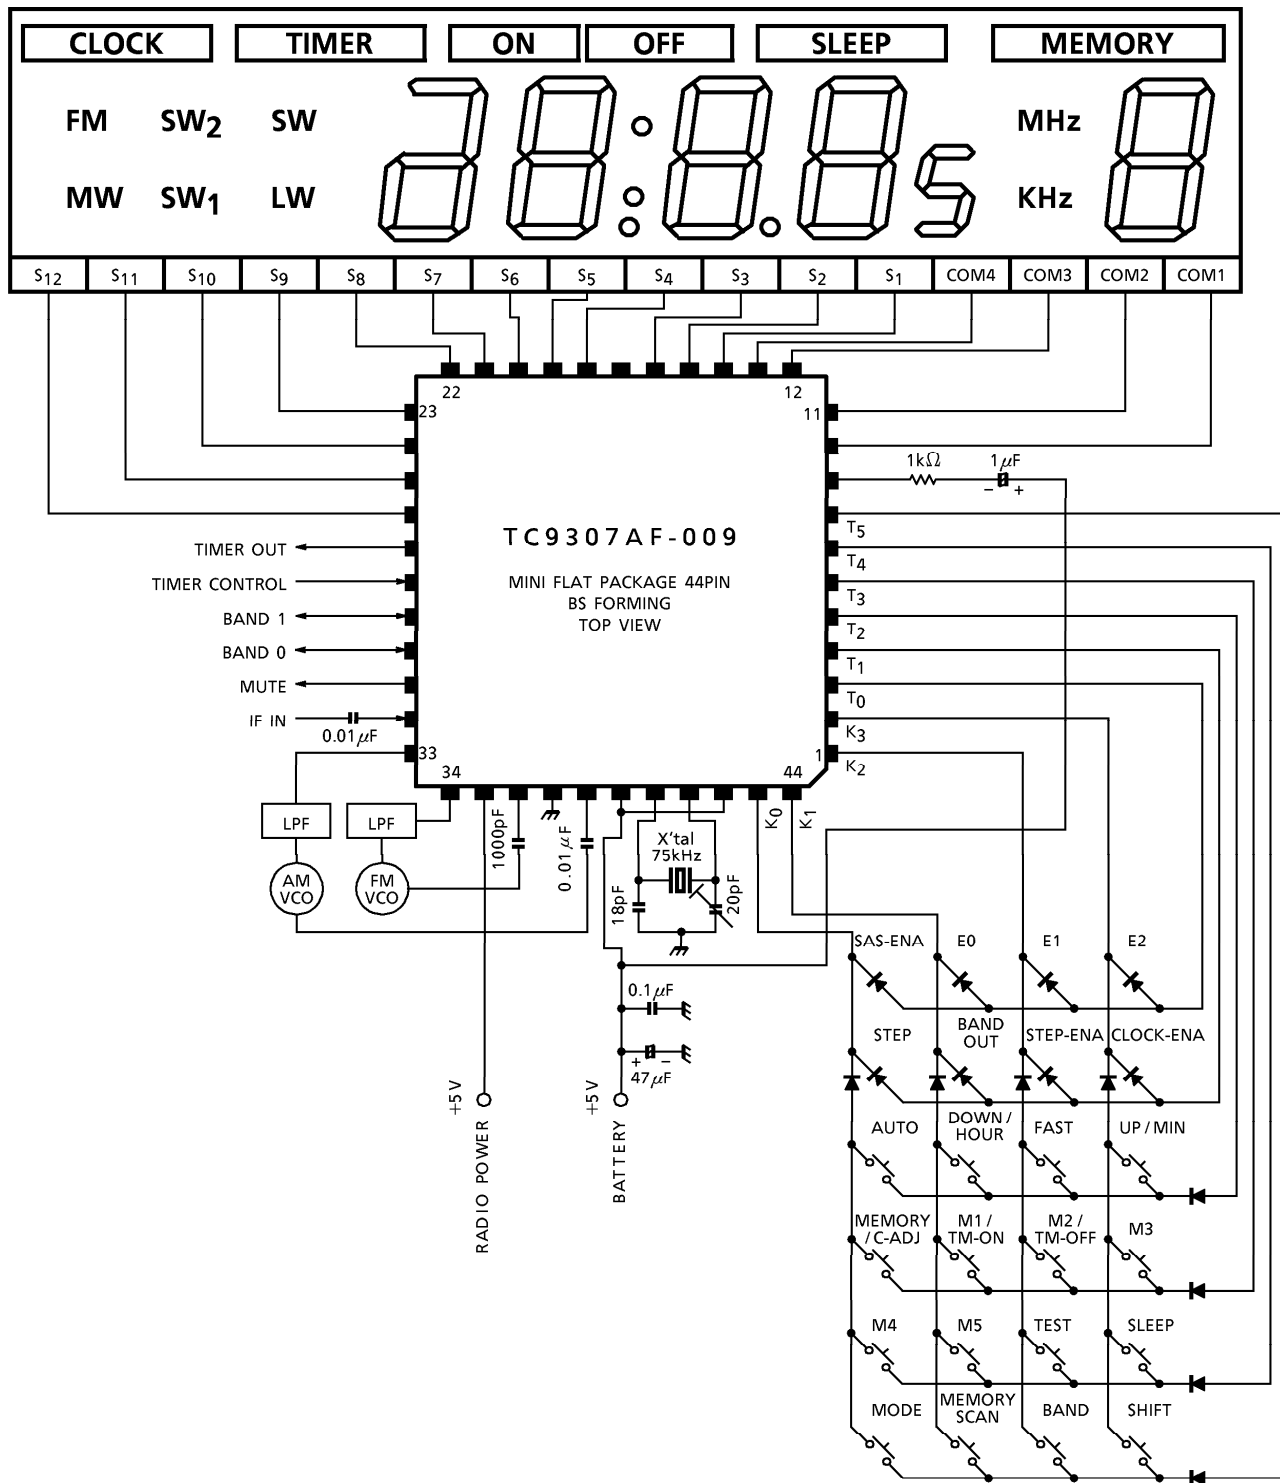 CLOCK TIMER ON OFF SLEEP MEMORY
FM SW2 SW MHz
MW SW1 LW KHz
S12 S11 S10 S9 S8 S7 S6 S5 S4 S3 S2 S1 COM4 COM3 COM2 COM1
22 12
23 11
1kΩ 1μF
- +
TC9307AF-009
MINI FLAT PACKAGE 44PIN
BS FORMING
TOP VIEW
TIMER OUT
TIMER CONTROL
BAND 1
BAND 0
MUTE
IF IN
0.01μF
T5
T4
T3
T2
T1
T0
K3
K2
33 1
34 44
K0 K1
LPF LPF
1000pF
0.01μF
X'tal
75kHz
18pF
20pF
AM
VCO
FM
VCO
0.1μF
+ -
47μF
+5V
RADIO POWER
+5V
BATTERY
SAS-ENA E0 E1 E2
STEP BAND OUT STEP-ENA CLOCK-ENA
AUTO DOWN/HOUR FAST UP/MIN
MEMORY/C-ADJ M1/TM-ON M2/TM-OFF M3
M4 M5 TEST SLEEP
MODE MEMORY SCAN BAND SHIFT